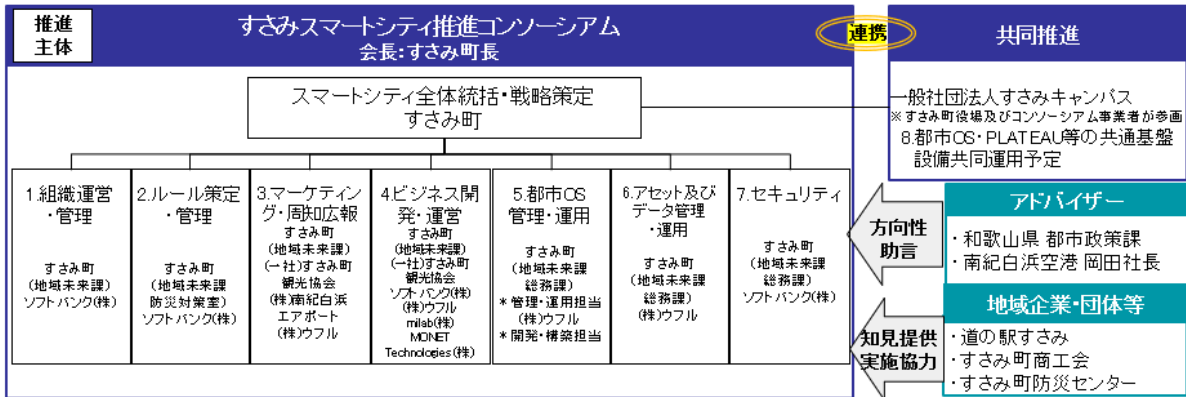 推進
主体
すさみスマートシティ推進コンソーシアム
会長：すさみ町長
スマートシティ全体統括・戦略策定
すさみ町
1.組織運営
・管理
すさみ町
(地域未来課)
ソフトバンク(株)
2.ルール策定
・管理
すさみ町
(地域未来課
防災対策室)
ソフトバンク(株)
3.マーケティン
グ・周知広報
すさみ町
(地域未来課)
(一社)すさみ町
観光協会
(株)南紀白浜
エアポート
(株)ウフル
4.ビジネス開
発・運営
すさみ町
(地域未来課)
(一社)すさみ町
観光協会
ソフトバンク(株)
(株)ウフル
milab(株)
MONET
Technologies(株)
5.都市OS
管理・運用
すさみ町
(地域未来課
総務課)
＊管理・運用担当
(株)ウフル
＊開発・構築担当
6.アセット及び
データ管理
・運用
すさみ町
(地域未来課
総務課)
(株)ウフル
7.セキュリティ
すさみ町
(地域未来課
総務課)
ソフトバンク(株)
連携
共同推進
一般社団法人すさみキャンパス
※すさみ町役場及びコンソーシアム事業者が参画
8.都市OS・PLATEAU等の共通基盤
設備共同運用予定
方向性
助言
アドバイザー
・和歌山県 都市政策課
・南紀白浜空港 岡田社長
知見提供
実施協力
地域企業・団体等
・道の駅すさみ
・すさみ町商工会
・すさみ町防災センター